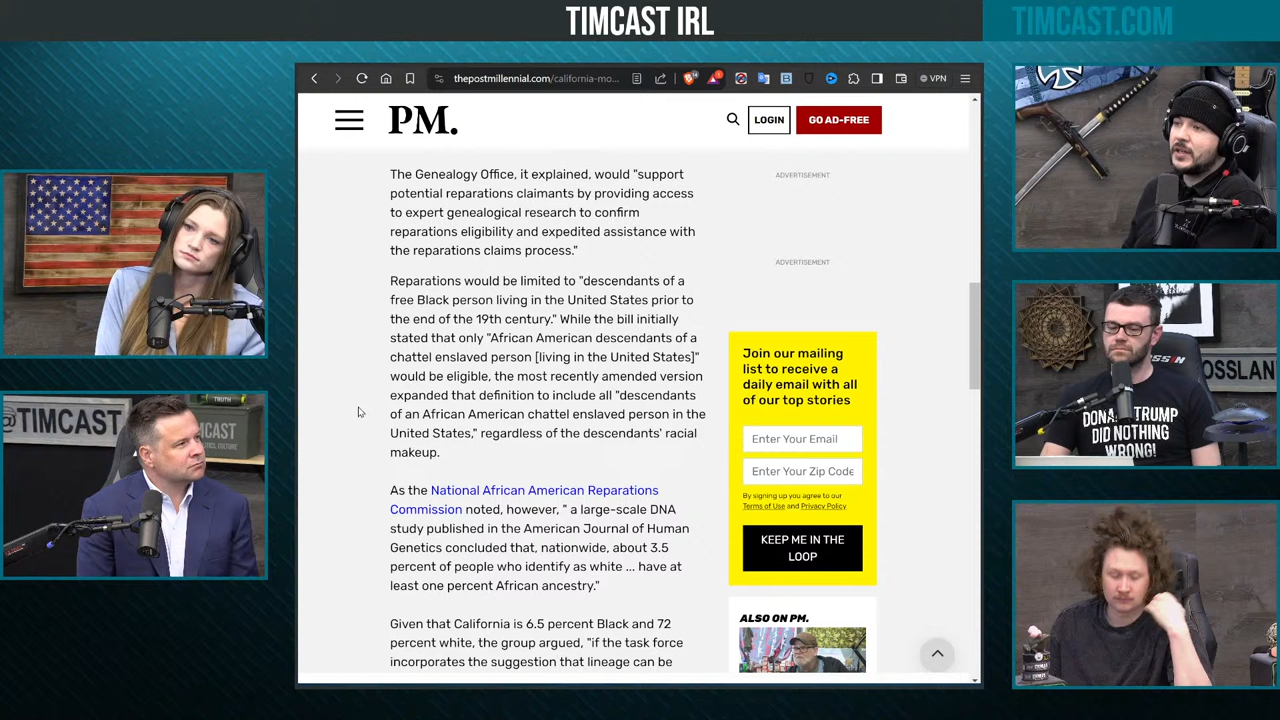 TIMCAST IRL
TIMCAST.COM
thepostmillennial.com/california-mo...
VPN
PM.
LOGIN
GO AD-FREE
The Genealogy Office, it explained, would "support
potential reparations claimants by providing access
to expert genealogical research to confirm
reparations eligibility and expedited assistance with
the reparations claims process."
Reparations would be limited to "descendants of a
free Black person living in the United States prior to
the end of the 19th century." While the bill initially
stated that only "African American descendants of a
chattel enslaved person [living in the United States]"
would be eligible, the most recently amended version
expanded that definition to include all "descendants
of an African American chattel enslaved person in the
United States," regardless of the descendants' racial
makeup.
As the National African American Reparations
Commission noted, however, " a large-scale DNA
study published in the American Journal of Human
Genetics concluded that, nationwide, about 3.5
percent of people who identify as white ... have at
least one percent African ancestry."
Given that California is 6.5 percent Black and 72
percent white, the group argued, "if the task force
incorporates the suggestion that lineage can be
ADVERTISEMENT
ADVERTISEMENT
Join our mailing
list to receive a
daily email with all
of our top stories
Enter Your Email
Enter Your Zip Code
By signing up you agree to our
Terms of Use and Privacy Policy
KEEP ME IN THE
LOOP
ALSO ON PM.
@TIMCAST
TRUTH
TIMCAST
OSSLAN
DONALD TRUMP
DID NOTHING
WRONG!